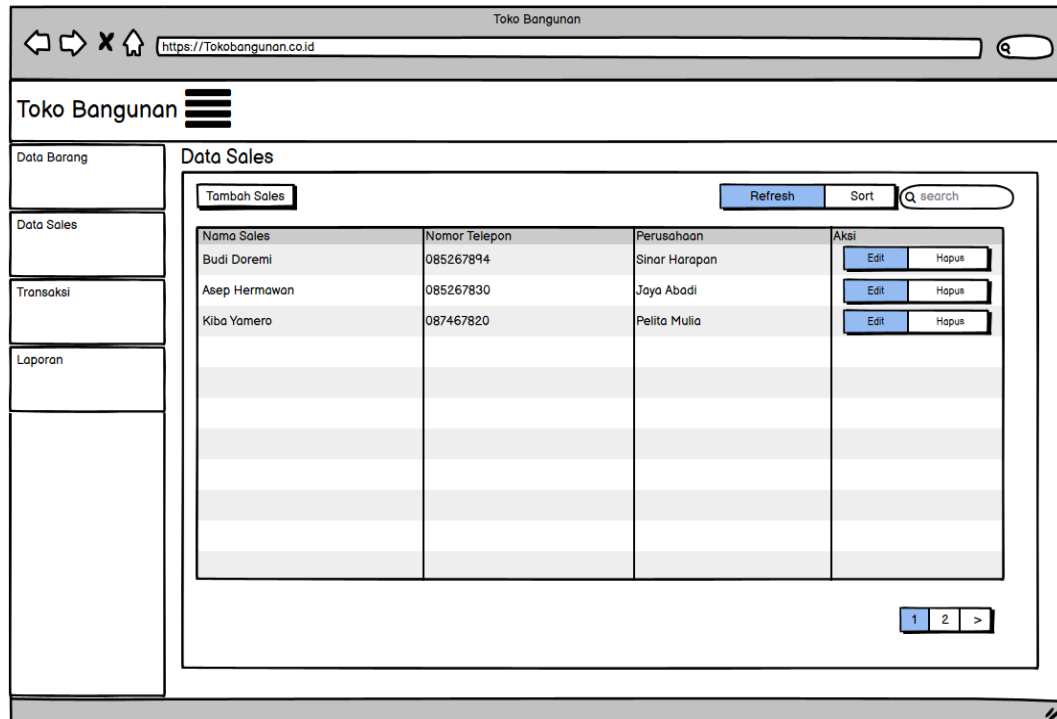 Toko Bangunan
https://Tokobangunan.co.id
Toko Bangunan
Data Barang
Data Sales
Transaksi
Laporan
Data Sales
Tambah Sales Refresh Sort search
Nama Sales Nomor Telepon Perusahaan Aksi
Budi Doremi 085267894 Sinar Harapan Edit Hapus
Asep Hermawan 085267830 Jaya Abadi Edit Hapus
Kiba Yamero 087467820 Pelita Mulia Edit Hapus
1 2 >